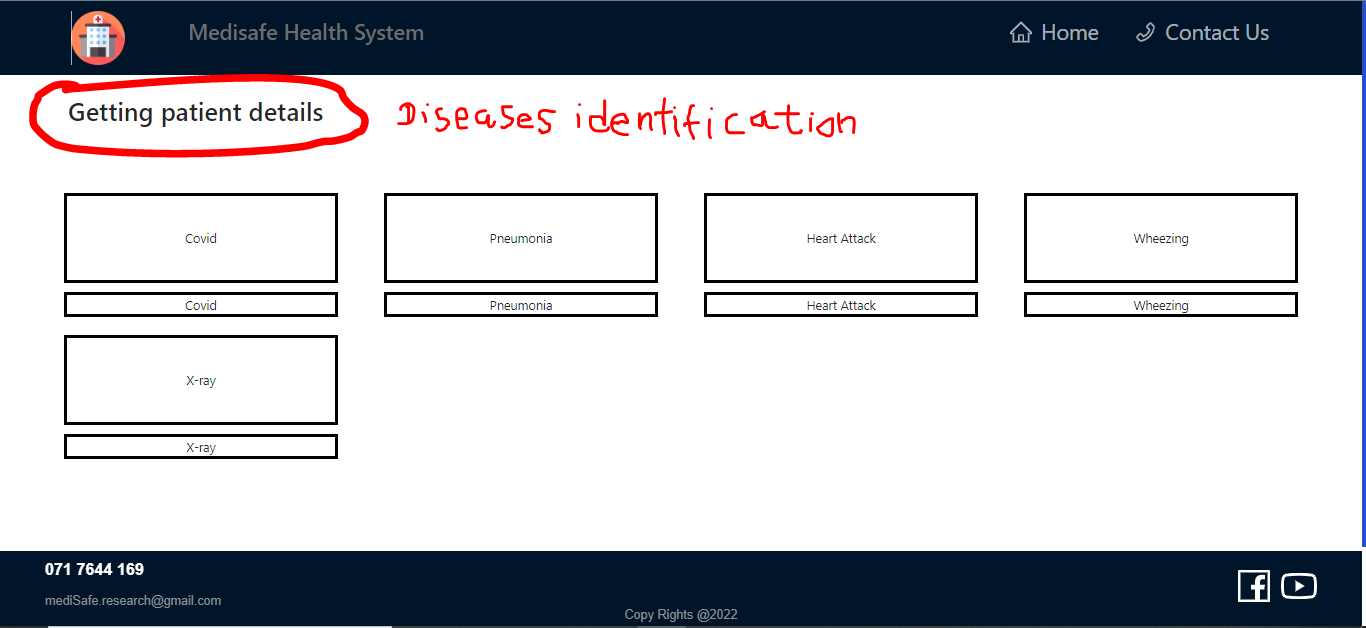 Medisafe Health System Home Contact Us
Getting patient details Diseases identification
Covid Pneumonia Heart Attack Wheezing
Covid Pneumonia Heart Attack Wheezing
X-ray
X-ray
071 7644 169
mediSafe.research@gmail.com
Copy Rights @2022